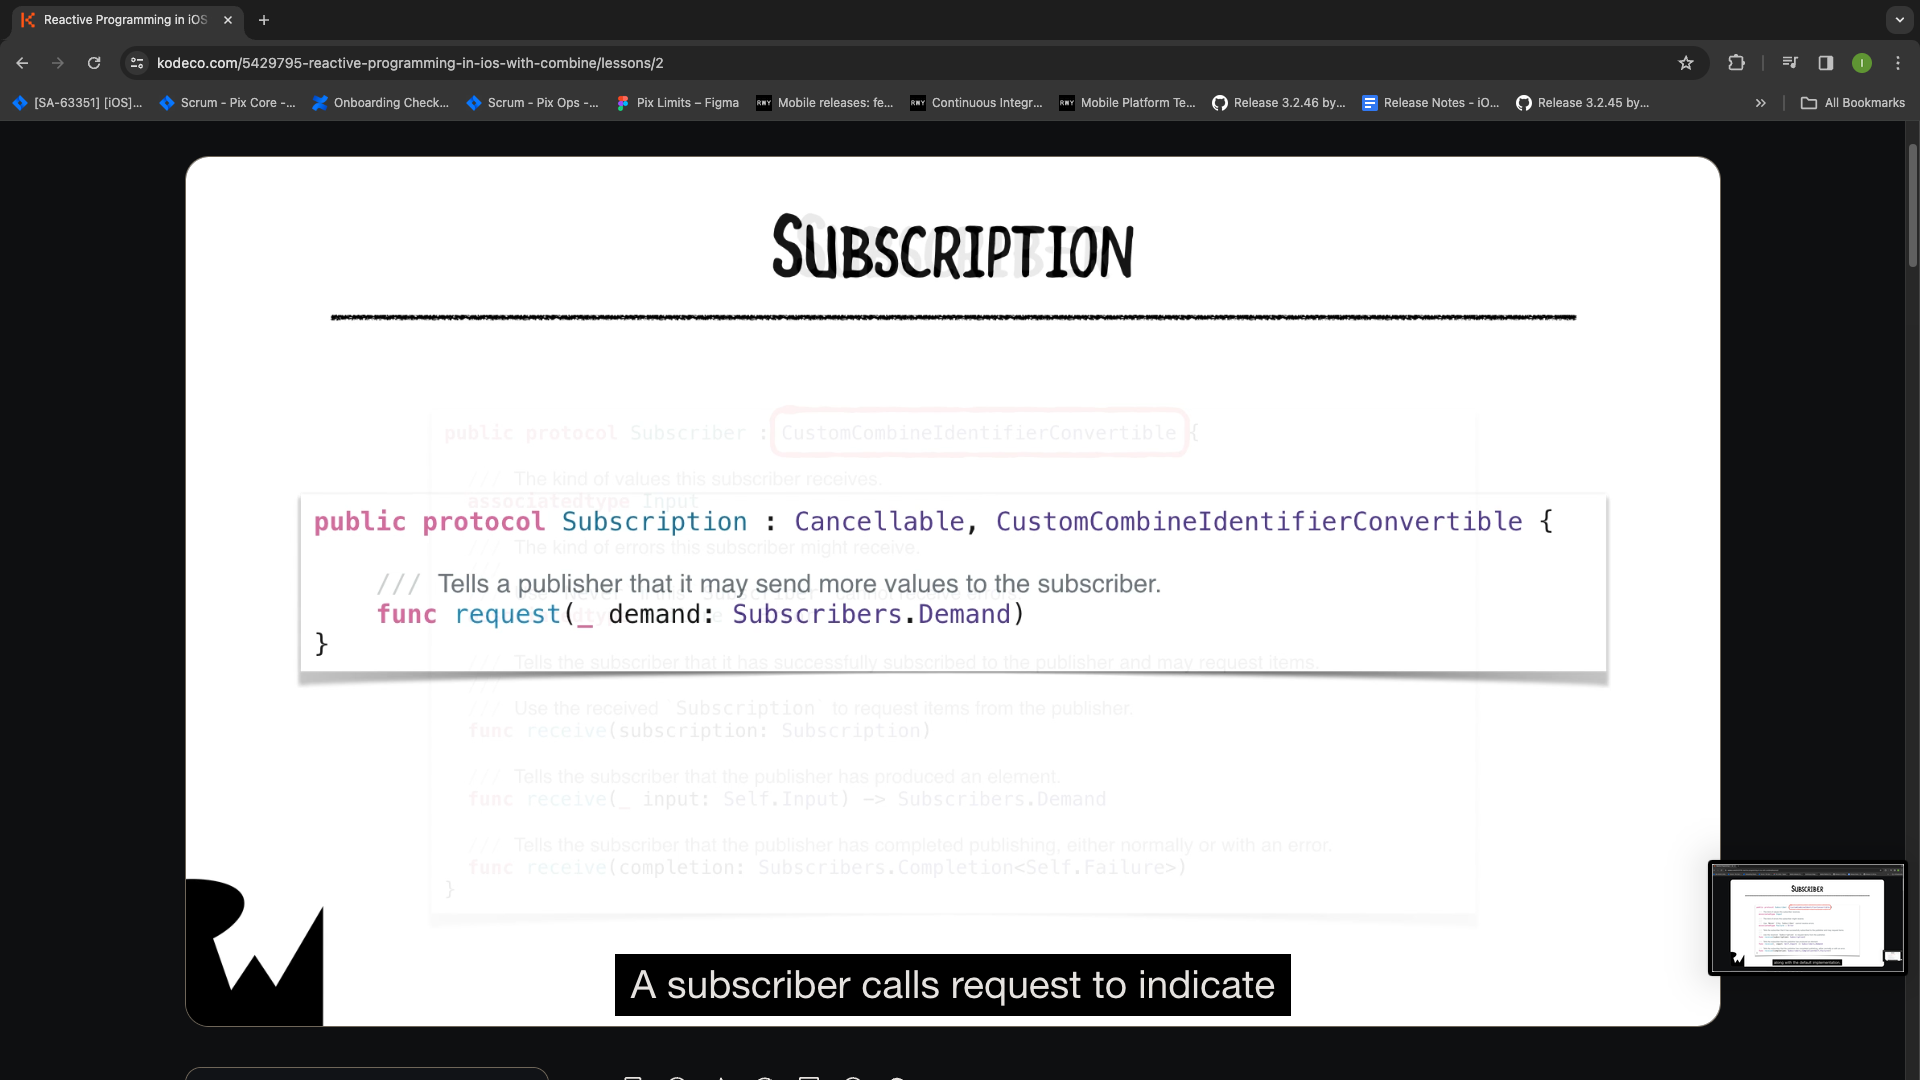 Reactive Programming in iOS
kodeco.com/5429795-reactive-programming-in-ios-with-combine/lessons/2
I
[SA-63351] [iOS]...
Scrum - Pix Core -...
Onboarding Check...
Scrum - Pix Ops -...
Pix Limits – Figma
RWY
Mobile releases: fe...
RWY
Continuous Integr...
RWY
Mobile Platform Te...
Release 3.2.46 by...
Release Notes - iO...
Release 3.2.45 by...
»
All Bookmarks
SUBSCRIPTION
public protocol Subscriber : CustomCombineIdentifierConvertible {
/// The kind of values this subscriber receives.
associatedtype Input
public protocol Subscription : Cancellable, CustomCombineIdentifierConvertible {
/// The kind of errors this subscriber might receive.
/// Tells a publisher that it may send more values to the subscriber.
func request(_ demand: Subscribers.Demand)
}
/// Tells the subscriber that it has successfully subscribed to the publisher and may request items.
///
/// Use the received `Subscription` to request items from the publisher.
func receive(subscription: Subscription)
/// Tells the subscriber that the publisher has produced an element.
func receive(_ input: Self.Input) -> Subscribers.Demand
/// Tells the subscriber that the publisher has completed publishing, either normally or with an error.
func receive(completion: Subscribers.Completion<Self.Failure>)
}
A subscriber calls request to indicate
SUBSCRIBER
along with the default implementation.